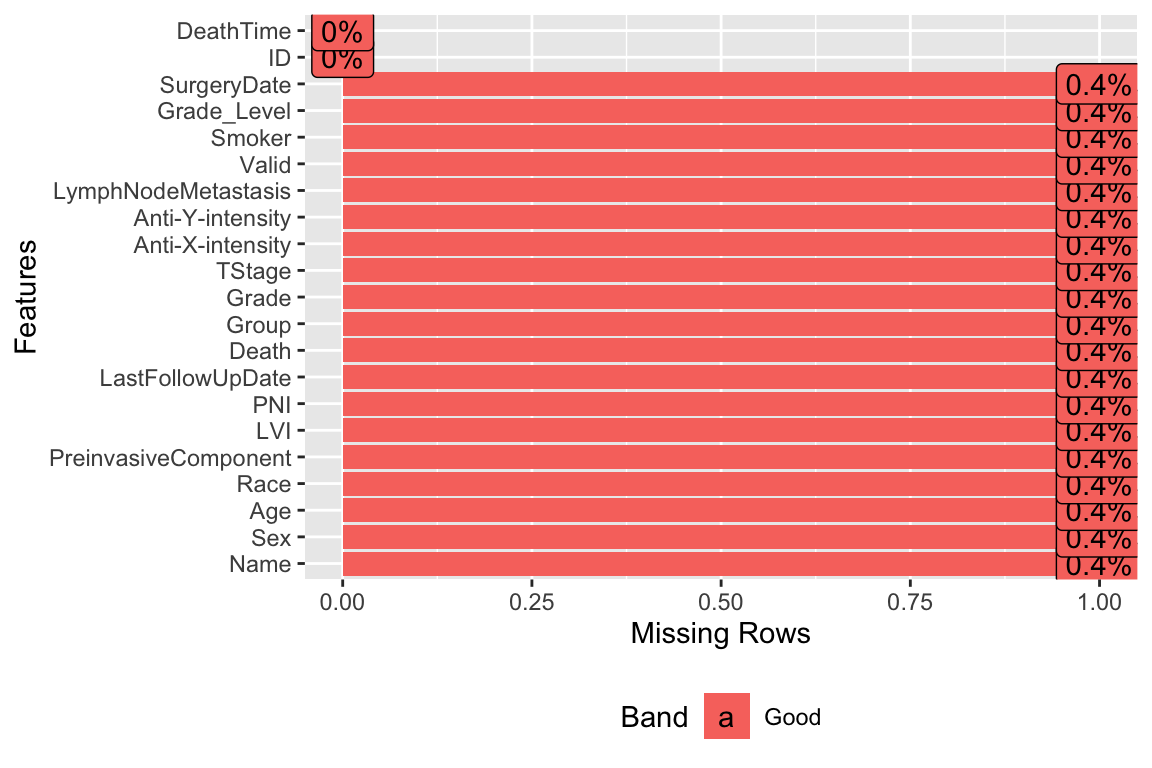 DeathTime 0%
ID 0%
SurgeryDate 0.4%
Grade_Level 0.4%
Smoker 0.4%
Valid 0.4%
LymphNodeMetastasis 0.4%
Anti-Y-intensity 0.4%
Anti-X-intensity 0.4%
TStage 0.4%
Grade 0.4%
Group 0.4%
Death 0.4%
LastFollowUpDate 0.4%
PNI 0.4%
LVI 0.4%
PreinvasiveComponent 0.4%
Race 0.4%
Age 0.4%
Sex 0.4%
Name 0.4%
Features
0.00 0.25 0.50 0.75 1.00
Missing Rows
Band a Good